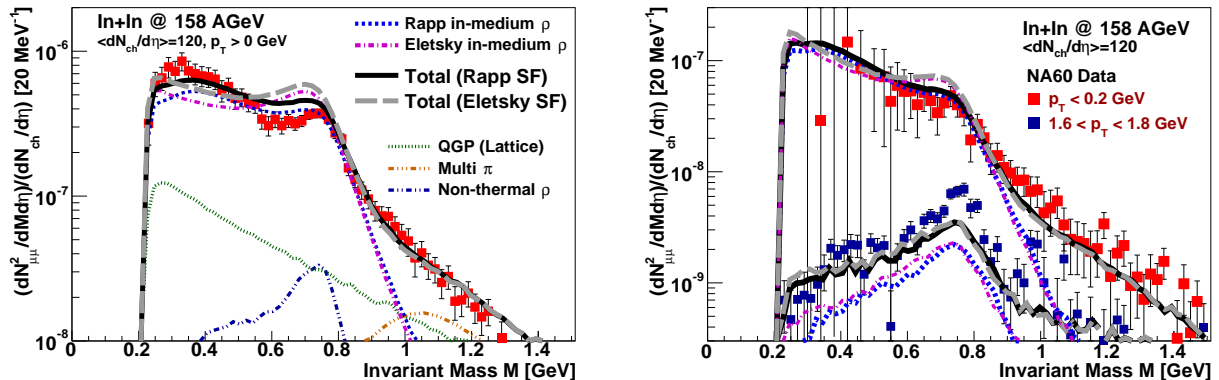 In+In @ 158 AGeV
<dN_ch/dη>=120, p_T > 0 GeV
Rapp in-medium ρ
Eletsky in-medium ρ
Total (Rapp SF)
Total (Eletsky SF)
QGP (Lattice)
Multi π
Non-thermal ρ
(dN²_μμ/dMdη)/(dN_ch/dη) [20 MeV⁻¹]
10⁻⁶
10⁻⁷
10⁻⁸
0 0.2 0.4 0.6 0.8 1 1.2 1.4
Invariant Mass M [GeV]
In+In @ 158 AGeV
<dN_ch/dη>=120
NA60 Data
p_T < 0.2 GeV
1.6 < p_T < 1.8 GeV
(dN²_μμ/dMdη)/(dN_ch/dη) [20 MeV⁻¹]
10⁻⁷
10⁻⁸
10⁻⁹
0 0.2 0.4 0.6 0.8 1 1.2 1.4
Invariant Mass M [GeV]